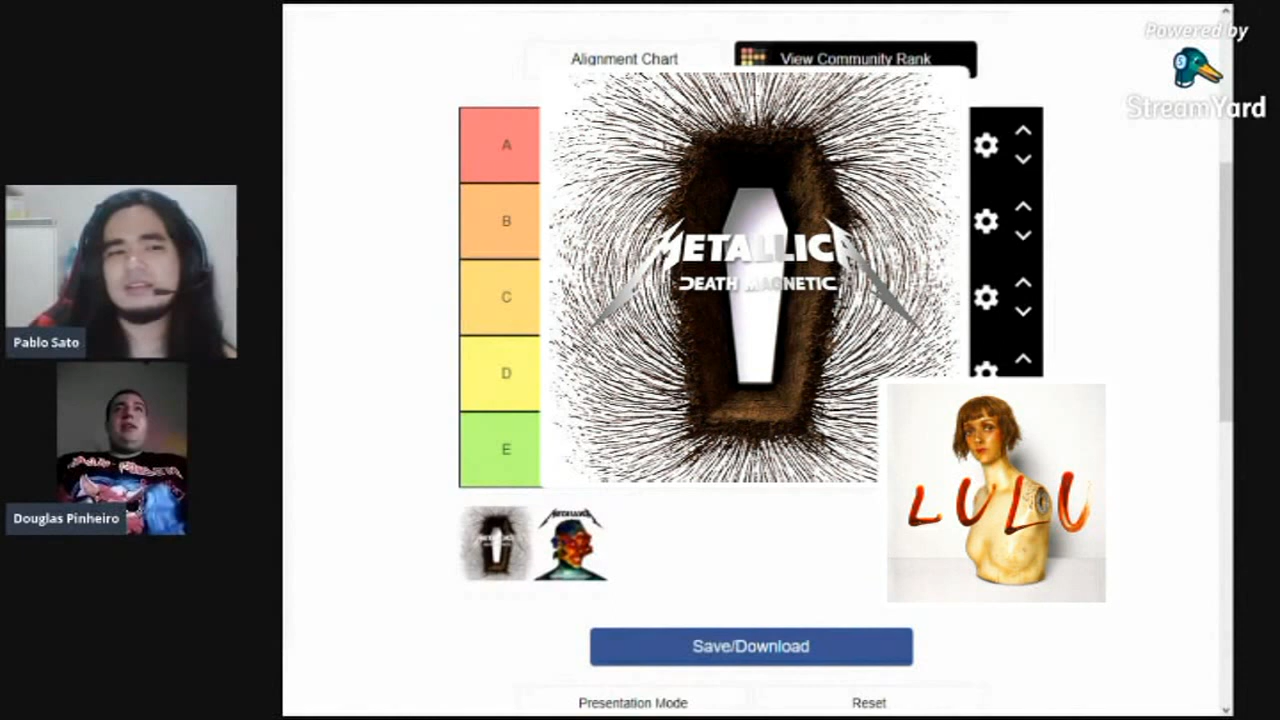 Powered by
StreamYard
Alignment Chart
View Community Rank
A
B
C
D
E
METALLICA
DEATH MAGNETIC
LULU
METALLICA
Pablo Sato
Douglas Pinheiro
Save/Download
Presentation Mode
Reset